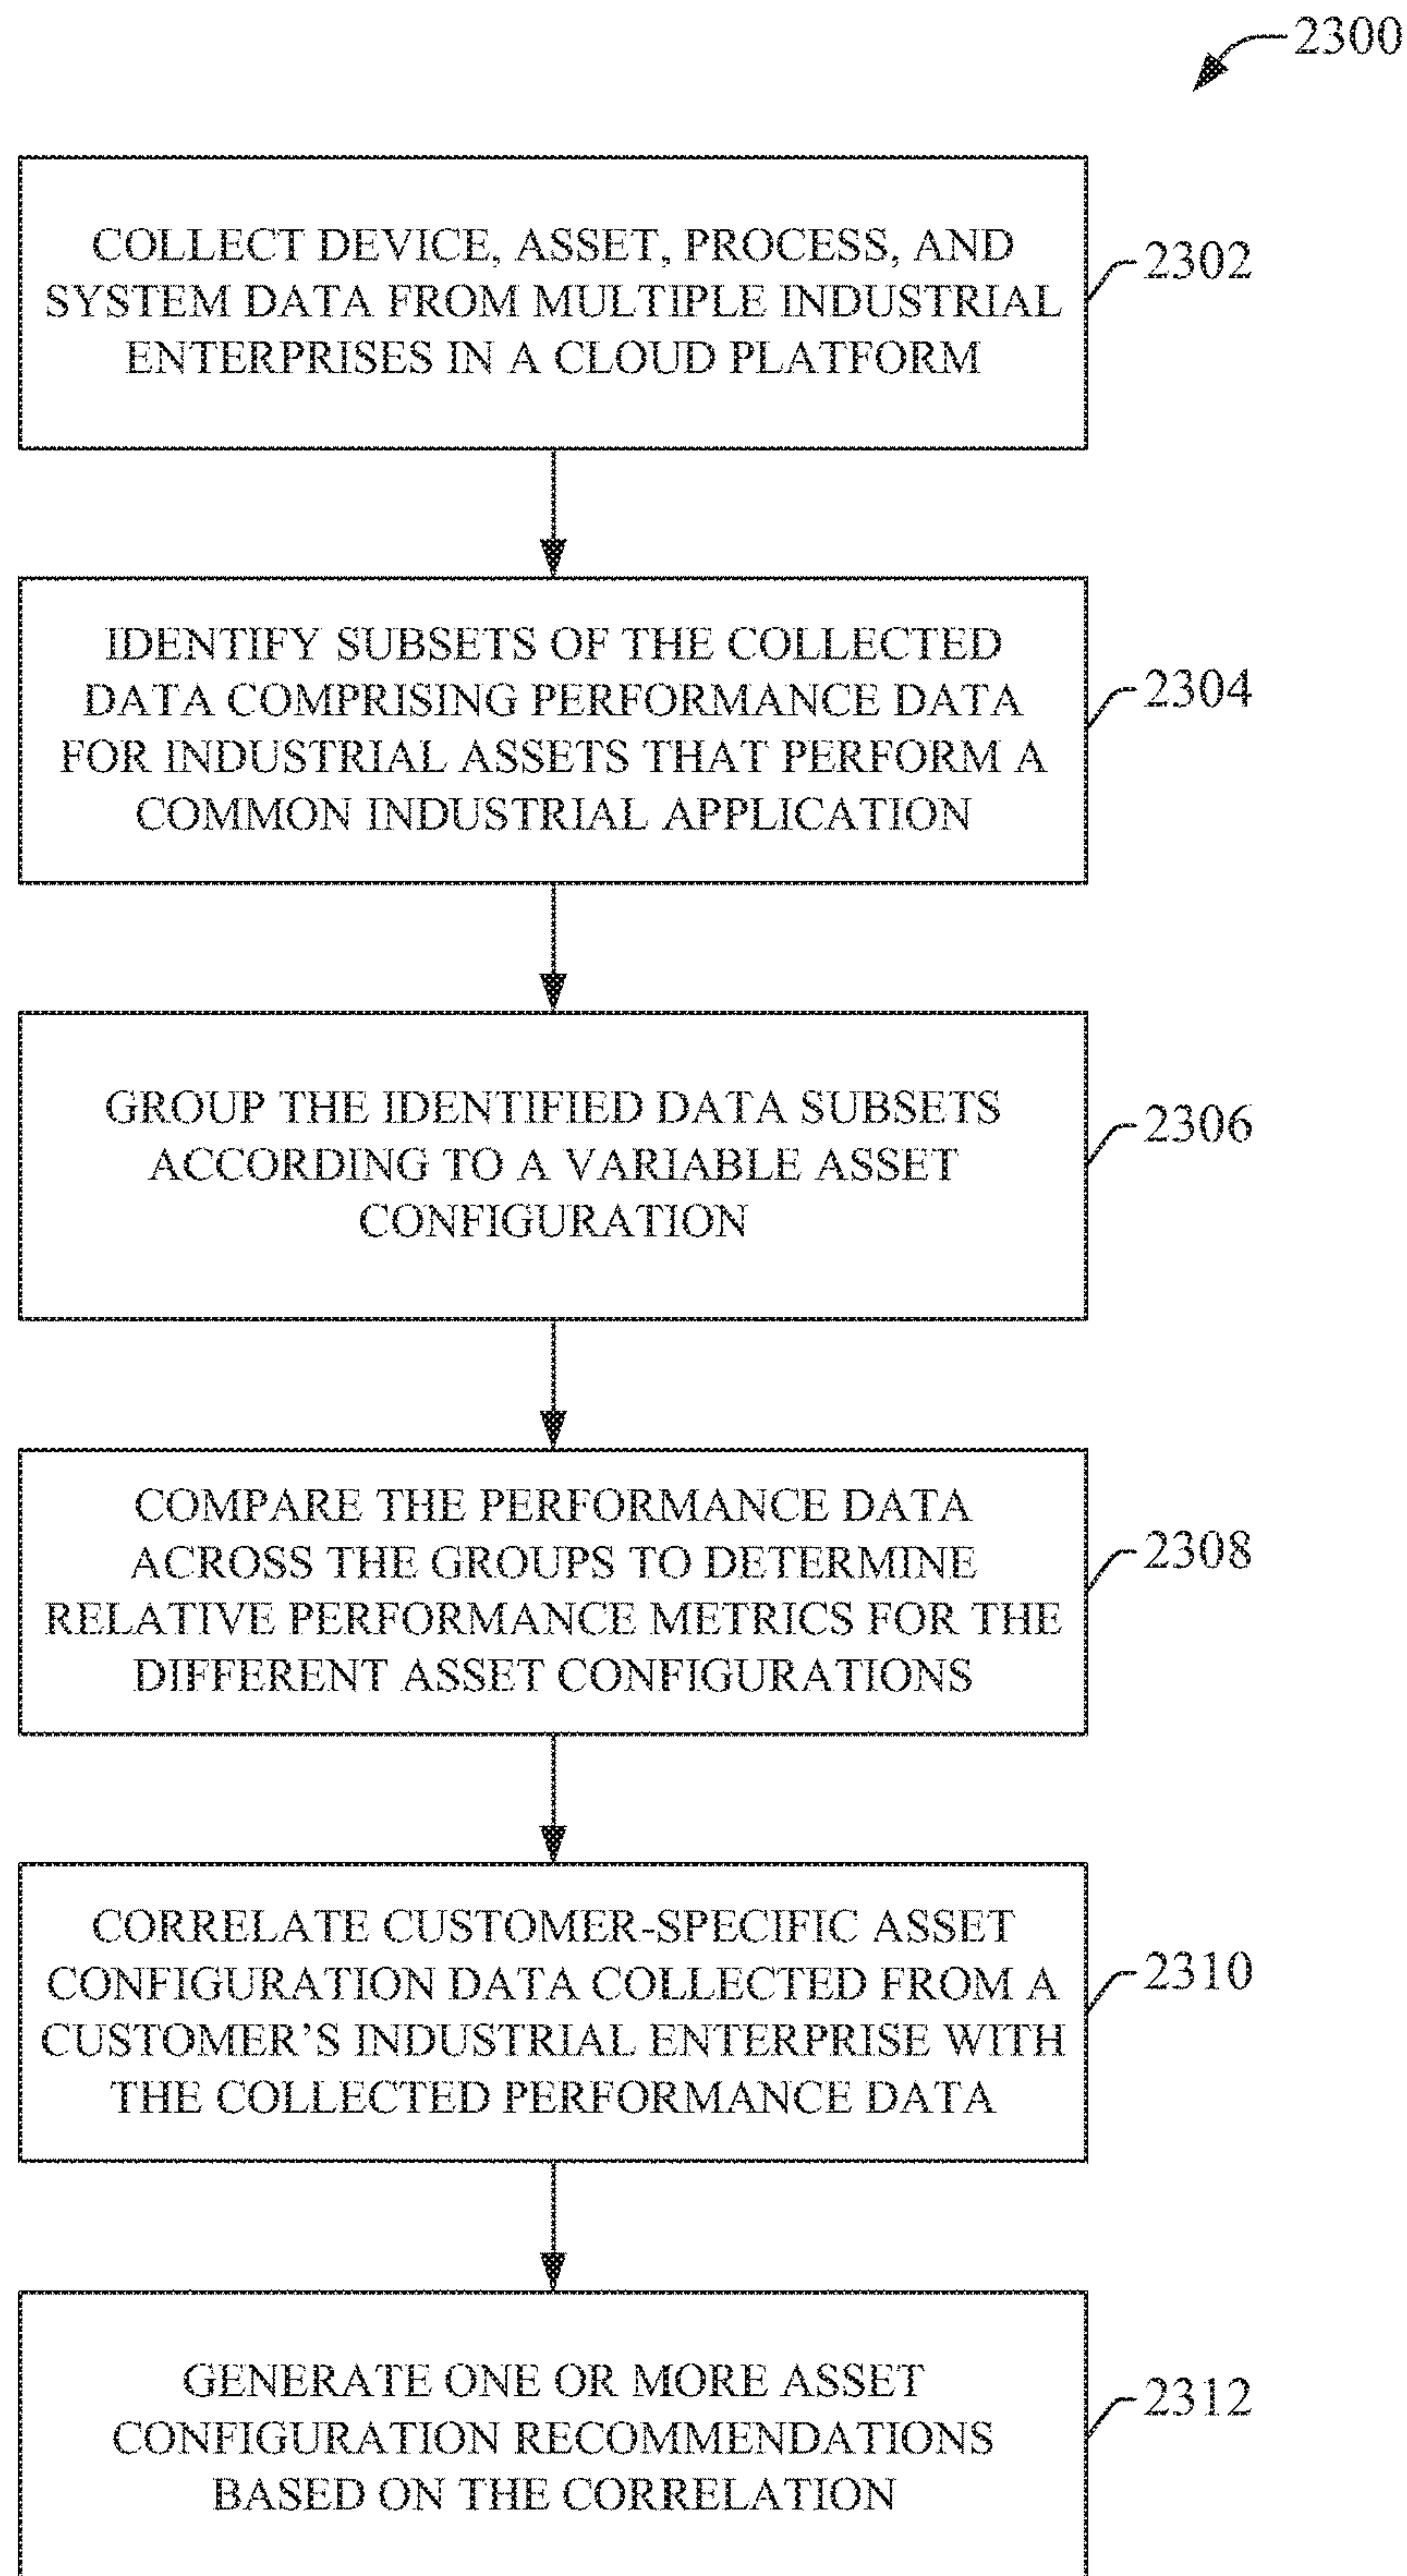 2300
COLLECT DEVICE, ASSET, PROCESS, AND
SYSTEM DATA FROM MULTIPLE INDUSTRIAL
ENTERPRISES IN A CLOUD PLATFORM
2302
IDENTIFY SUBSETS OF THE COLLECTED
DATA COMPRISING PERFORMANCE DATA
FOR INDUSTRIAL ASSETS THAT PERFORM A
COMMON INDUSTRIAL APPLICATION
2304
GROUP THE IDENTIFIED DATA SUBSETS
ACCORDING TO A VARIABLE ASSET
CONFIGURATION
2306
COMPARE THE PERFORMANCE DATA
ACROSS THE GROUPS TO DETERMINE
RELATIVE PERFORMANCE METRICS FOR THE
DIFFERENT ASSET CONFIGURATIONS
2308
CORRELATE CUSTOMER-SPECIFIC ASSET
CONFIGURATION DATA COLLECTED FROM A
CUSTOMER’S INDUSTRIAL ENTERPRISE WITH
THE COLLECTED PERFORMANCE DATA
2310
GENERATE ONE OR MORE ASSET
CONFIGURATION RECOMMENDATIONS
BASED ON THE CORRELATION
2312